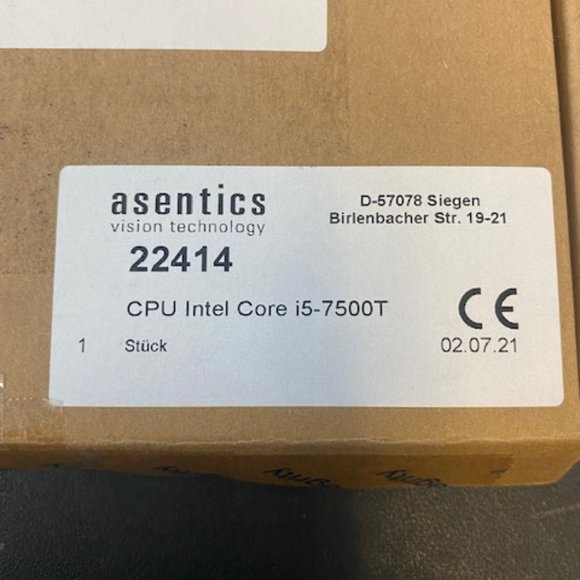 asentics
vision technology
D-57078 Siegen
Birlenbacher Str. 19-21
22414
CPU Intel Core i5-7500T
CE
1 Stück
02.07.21